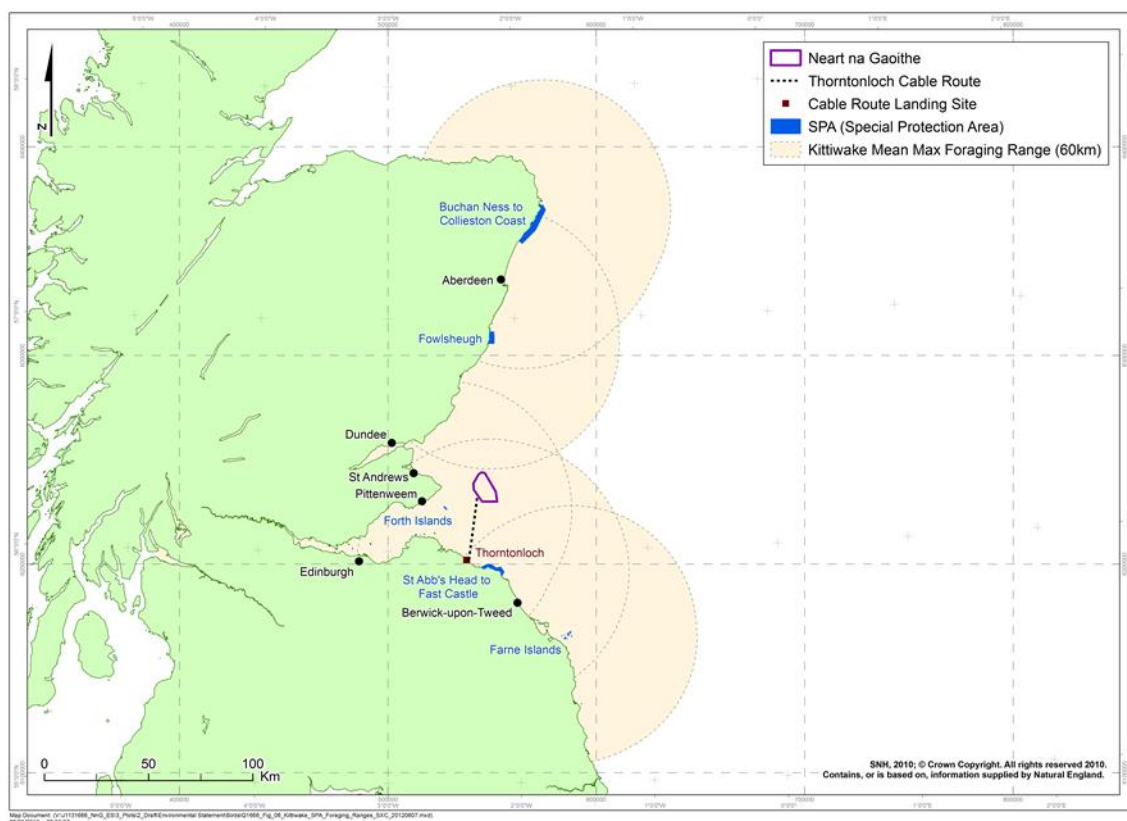 N
Neart na Gaoithe
Thorntonloch Cable Route
Cable Route Landing Site
SPA (Special Protection Area)
Kittiwake Mean Max Foraging Range (60km)
Buchan Ness to
Collieston Coast
Aberdeen
Fowlsheugh
Dundee
St Andrews
Pittenweem
Forth Islands
Thorntonloch
Edinburgh
St Abb's Head to
Fast Castle
Berwick-upon-Tweed
Farne Islands
0 50 100
Km
SNH, 2010; © Crown Copyright. All rights reserved 2010.
Contains, or is based on, information supplied by Natural England.